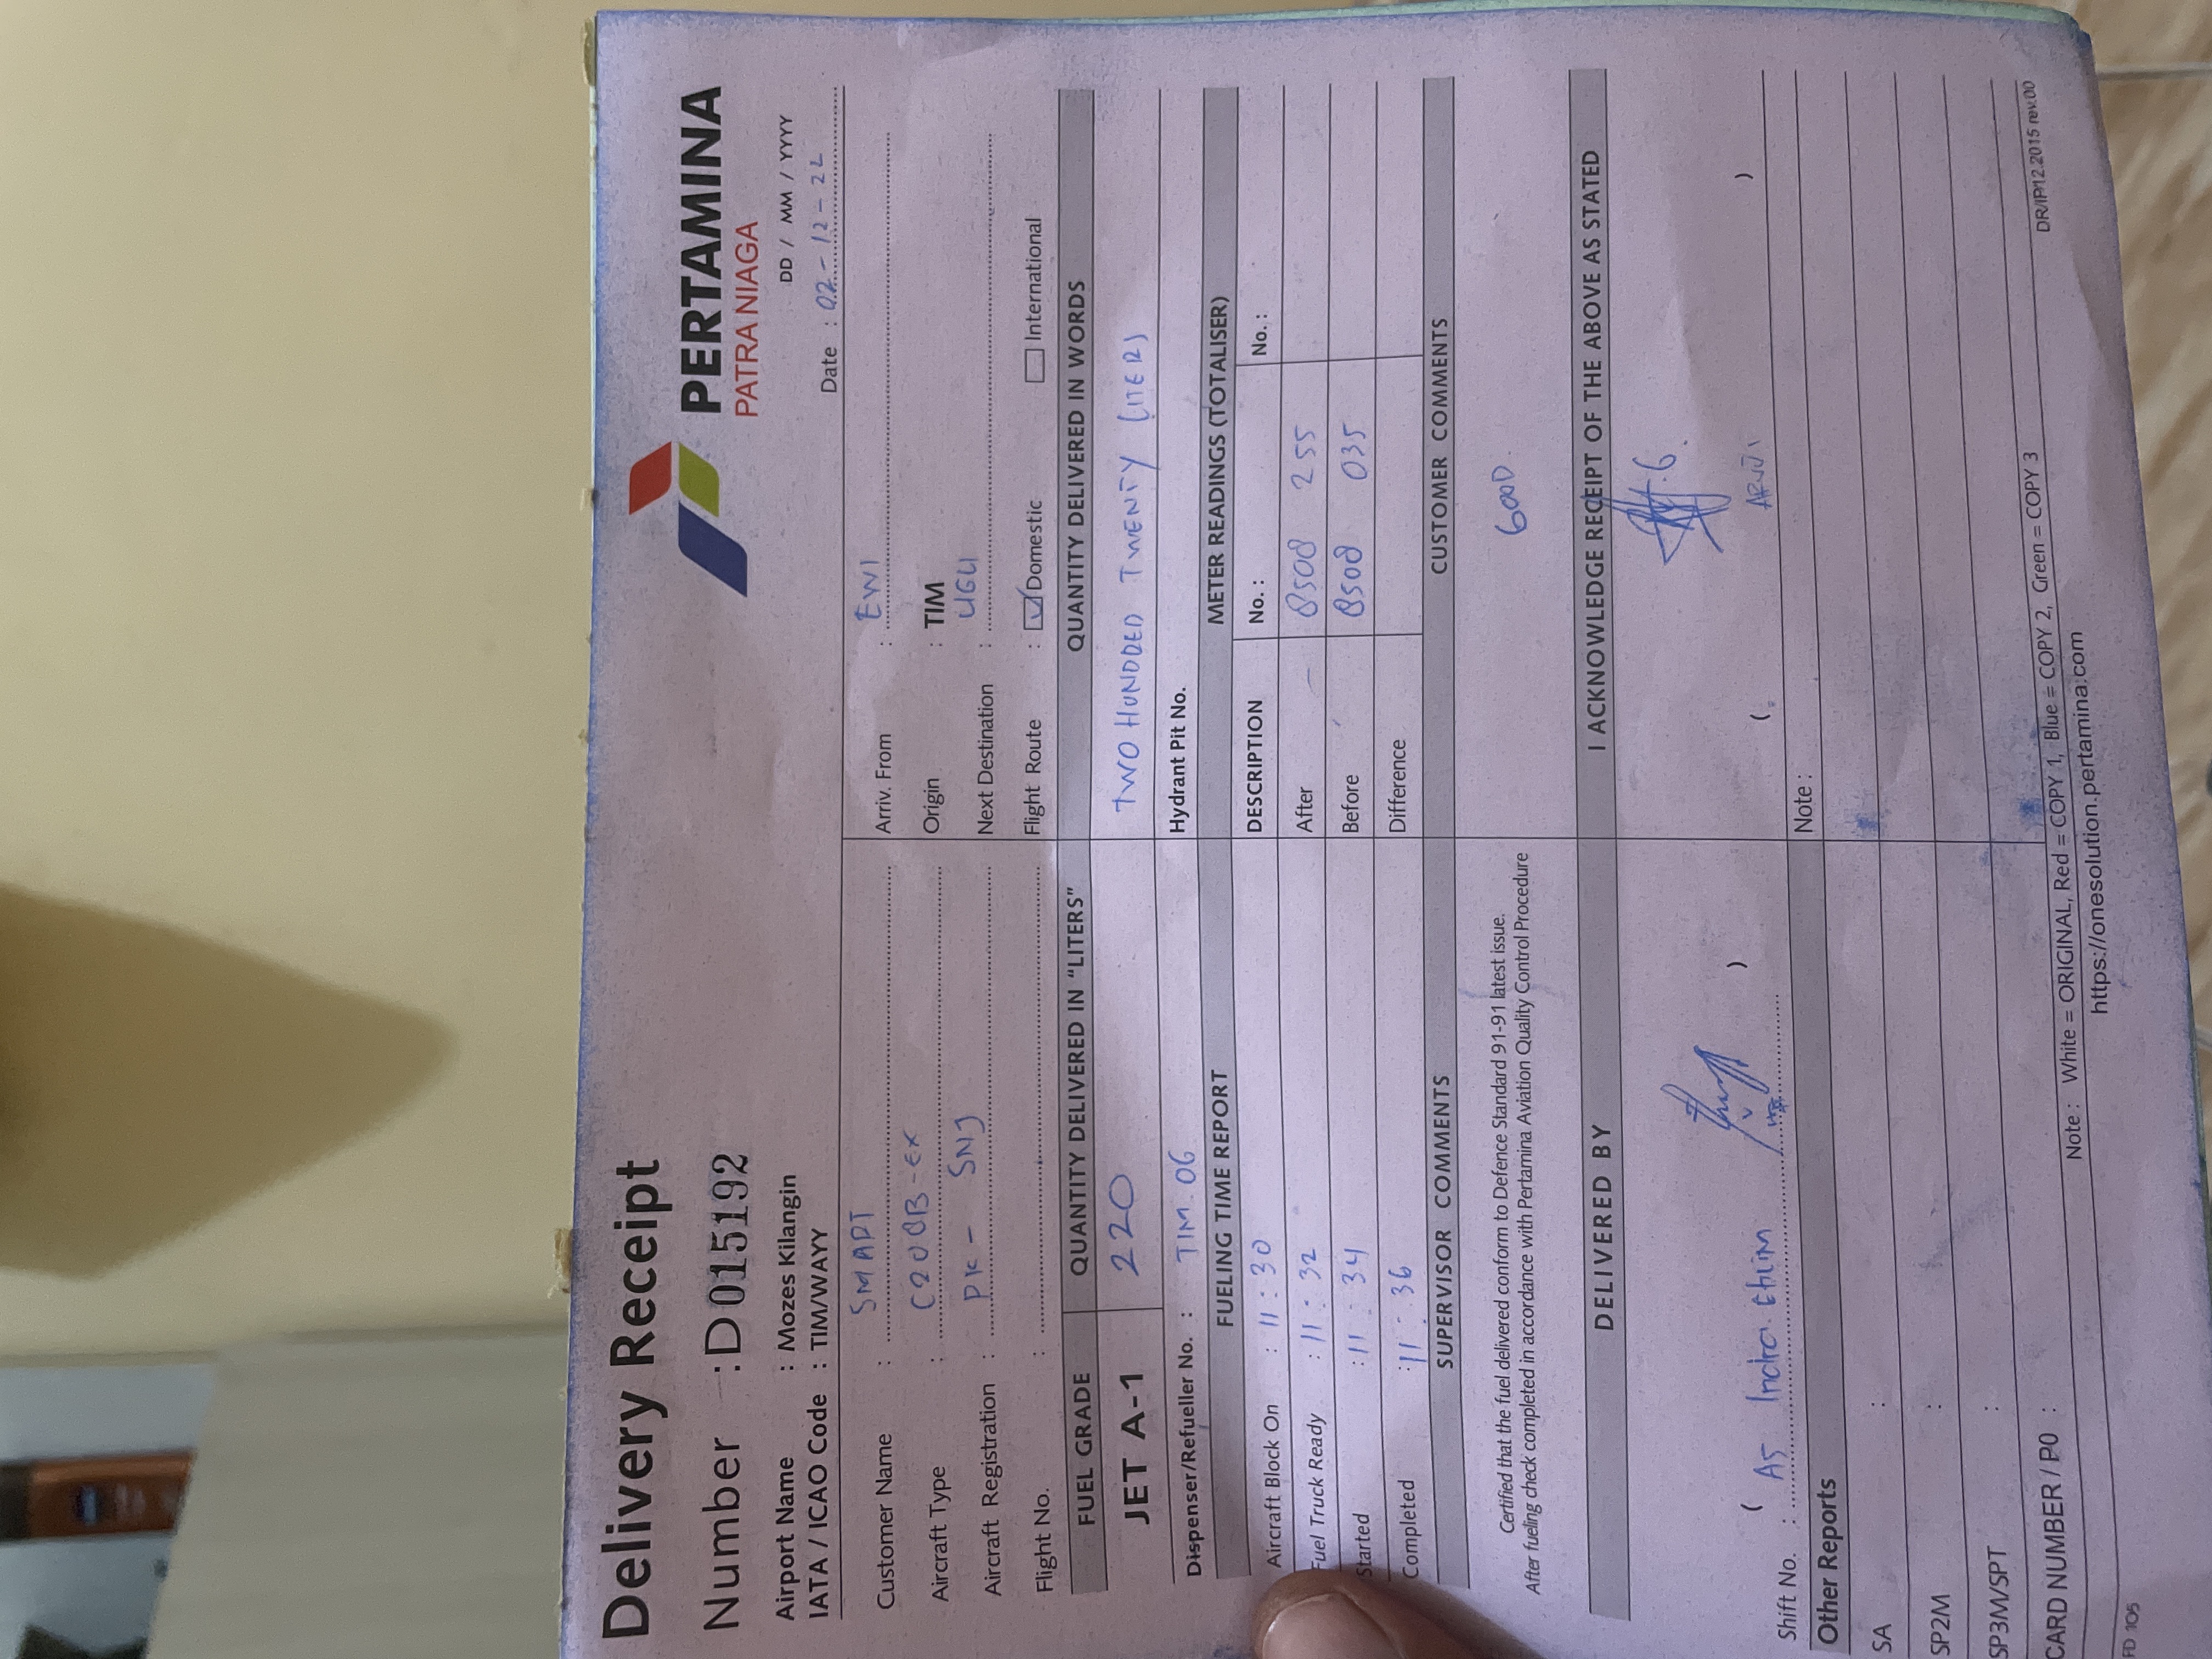 Delivery Receipt
PERTAMINA
PATRA NIAGA
Number : D 015192
DD / MM / YYYY
Airport Name : Mozes Kilangin
IATA / ICAO Code : TIM/WAYY
Date : 02-12-22
Customer Name : SMART
Arriv. From : EWI
Aircraft Type : C208B-EX
Origin : TIM
Aircraft Registration : PK - SNJ
Next Destination : UGU
Flight No. :
Flight Route : Domestic International
FUEL GRADE QUANTITY DELIVERED IN "LITERS" QUANTITY DELIVERED IN WORDS
JET A-1 220 TWO HUNDRED TWENTY LITERS
Dispenser/Refueller No. : TIM.06 Hydrant Pit No.
FUELING TIME REPORT METER READINGS (TOTALISER)
Aircraft Block On : 11 : 30 DESCRIPTION No. : No. :
Fuel Truck Ready : 11 : 32 After 8508 255
Started : 11 : 34 Before 8508 035
Completed : 11 : 36 Difference
SUPERVISOR COMMENTS CUSTOMER COMMENTS
Certified that the fuel delivered conform to Defence Standard 91-91 latest issue.
After fueling check completed in accordance with Pertamina Aviation Quality Control Procedure
GOOD.
DELIVERED BY I ACKNOWLEDGE RECEIPT OF THE ABOVE AS STATED
( ) ( )
Shift No. : A5
Other Reports Note :
SA :
SP2M :
SP3M/SPT :
CARD NUMBER / PO :
DR/IP/12.2015 rev.00
Note : White = ORIGINAL, Red = COPY 1, Blue = COPY 2, Green = COPY 3
FD 105
https://onesolution.pertamina.com